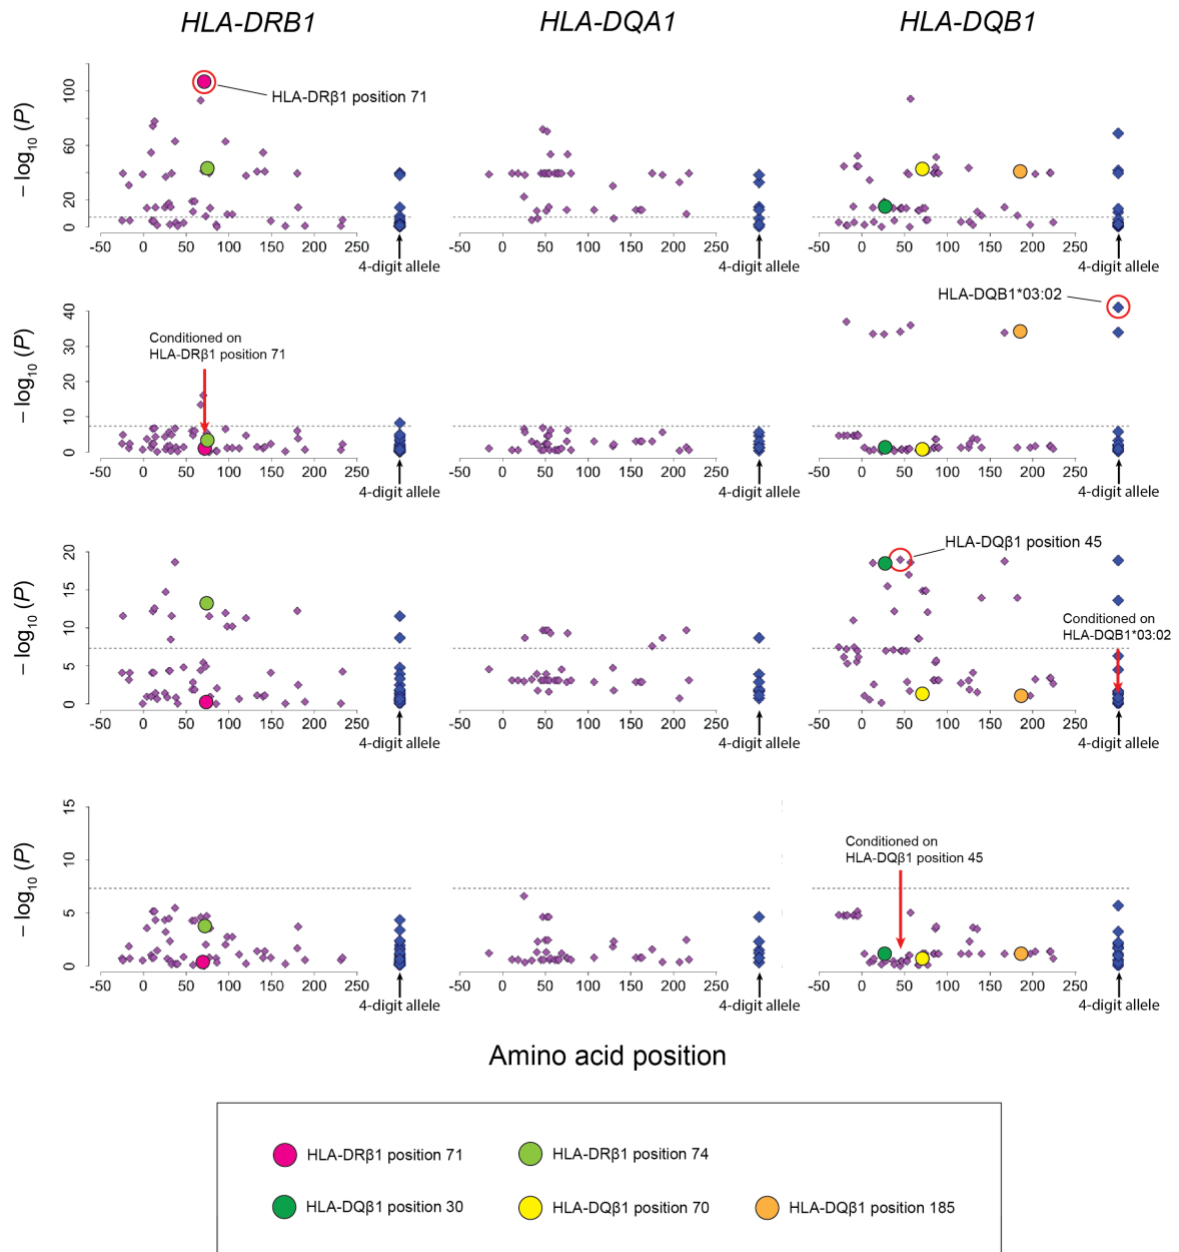 HLA-DRB1 HLA-DQA1 HLA-DQB1
− log10 (P)
100
60
20
0
HLA-DRβ1 position 71
-50 0 50 100 150 200 250
4-digit allele
-50 0 50 100 150 200 250
4-digit allele
-50 0 50 100 150 200 250
4-digit allele
− log10 (P)
40
30
20
10
0
Conditioned on
HLA-DRβ1 position 71
HLA-DQB1*03:02
-50 0 50 100 150 200 250
4-digit allele
-50 0 50 100 150 200 250
4-digit allele
-50 0 50 100 150 200 250
4-digit allele
− log10 (P)
20
15
10
5
0
HLA-DQβ1 position 45
Conditioned on
HLA-DQB1*03:02
-50 0 50 100 150 200 250
4-digit allele
-50 0 50 100 150 200 250
4-digit allele
-50 0 50 100 150 200 250
4-digit allele
− log10 (P)
15
10
5
0
Conditioned on
HLA-DQβ1 position 45
-50 0 50 100 150 200 250
4-digit allele
-50 0 50 100 150 200 250
4-digit allele
-50 0 50 100 150 200 250
4-digit allele
Amino acid position
HLA-DRβ1 position 71 HLA-DRβ1 position 74
HLA-DQβ1 position 30 HLA-DQβ1 position 70 HLA-DQβ1 position 185